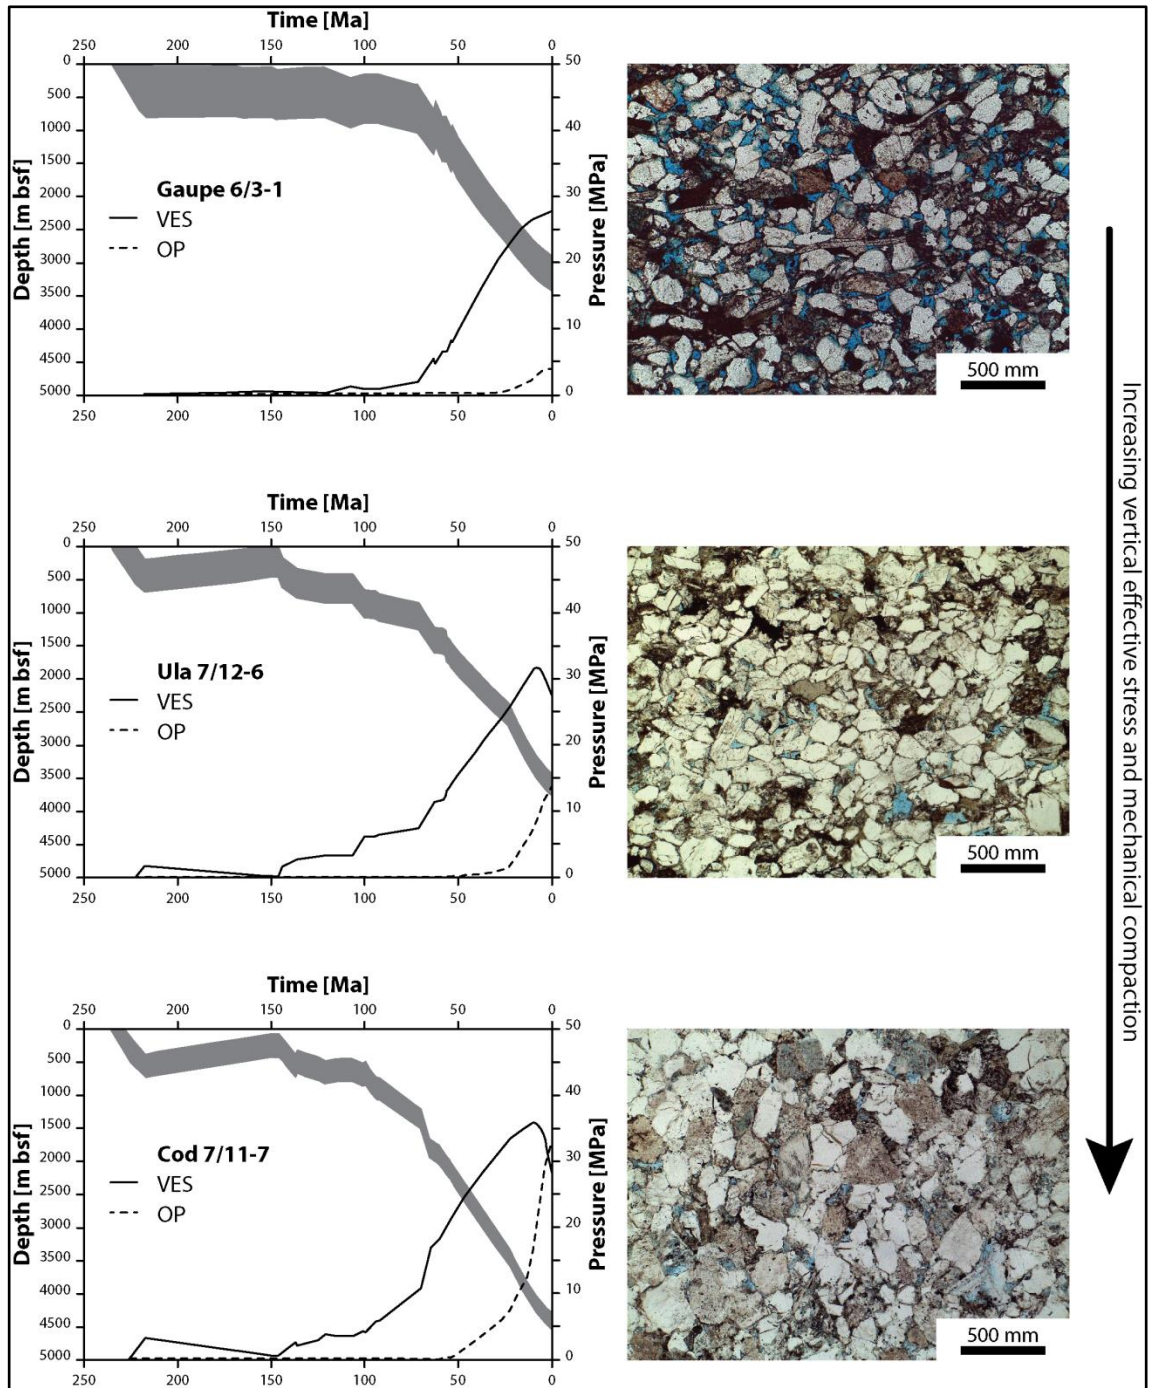 Time [Ma]
250 200 150 100 50 0
Depth [m bsf]
0
500
1000
1500
2000
2500
3000
3500
4000
4500
5000
Gaupe 6/3-1
VES
OP
50
40
30
20
10
0
Pressure [MPa]
250 200 150 100 50 0
500 mm
Time [Ma]
250 200 150 100 50 0
Depth [m bsf]
0
500
1000
1500
2000
2500
3000
3500
4000
4500
5000
Ula 7/12-6
VES
OP
50
40
30
20
10
0
Pressure [MPa]
250 200 150 100 50 0
500 mm
Time [Ma]
250 200 150 100 50 0
Depth [m bsf]
0
500
1000
1500
2000
2500
3000
3500
4000
4500
5000
Cod 7/11-7
VES
OP
50
40
30
20
10
0
Pressure [MPa]
250 200 150 100 50 0
500 mm
Increasing vertical effective stress and mechanical compaction